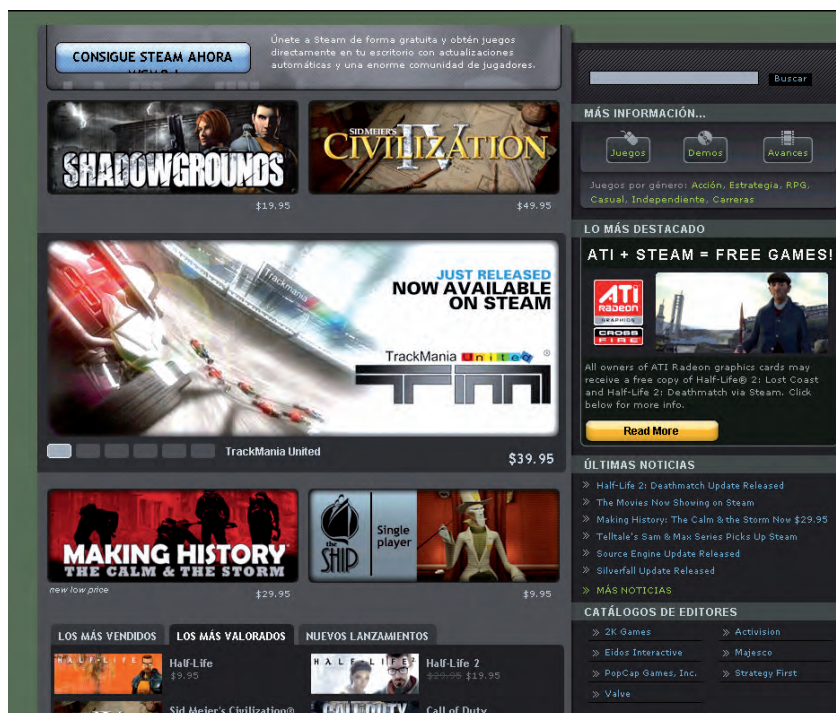 CONSIGUE STEAM AHORA
Únete a Steam de forma gratuita y obtén juegos
directamente en tu escritorio con actualizaciones
automáticas y una enorme comunidad de jugadores.
SHADOWGROUNDS
$19.95
SID MEIER'S
CIVILIZATION
IV
$49.95
JUST RELEASED
NOW AVAILABLE
ON STEAM
TrackMania United ®
TrackMania United
$39.95
MAKING HISTORY
THE CALM & THE STORM
new low price
$29.95
the SHIP
Single
player
$9.95
LOS MÁS VENDIDOS
LOS MÁS VALORADOS
NUEVOS LANZAMIENTOS
HALF-LIFE
Half-Life
$9.95
HALF-LIFE²
Half-Life 2
$29.95 $19.95
Sid Meier's Civilization®
CALL OF DUTY
Call of Duty
Buscar
MÁS INFORMACIÓN...
Juegos
Demos
Avances
Juegos por género: Acción, Estrategia, RPG,
Casual, Independiente, Carreras
LO MÁS DESTACADO
ATI + STEAM = FREE GAMES!
ATI
RADEON
GRAPHICS
CROSS
FIRE
All owners of ATI Radeon graphics cards may
receive a free copy of Half-Life® 2: Lost Coast
and Half-Life 2: Deathmatch via Steam. Click
below for more info.
Read More
ÚLTIMAS NOTICIAS
» Half-Life 2: Deathmatch Update Released
» The Movies Now Showing on Steam
» Making History: The Calm & the Storm Now $29.95
» Telltale's Sam & Max Series Picks Up Steam
» Source Engine Update Released
» Silverfall Update Released
» MÁS NOTICIAS
CATÁLOGOS DE EDITORES
» 2K Games
» Activision
» Eidos Interactive
» Majesco
» PopCap Games, Inc.
» Strategy First
» Valve